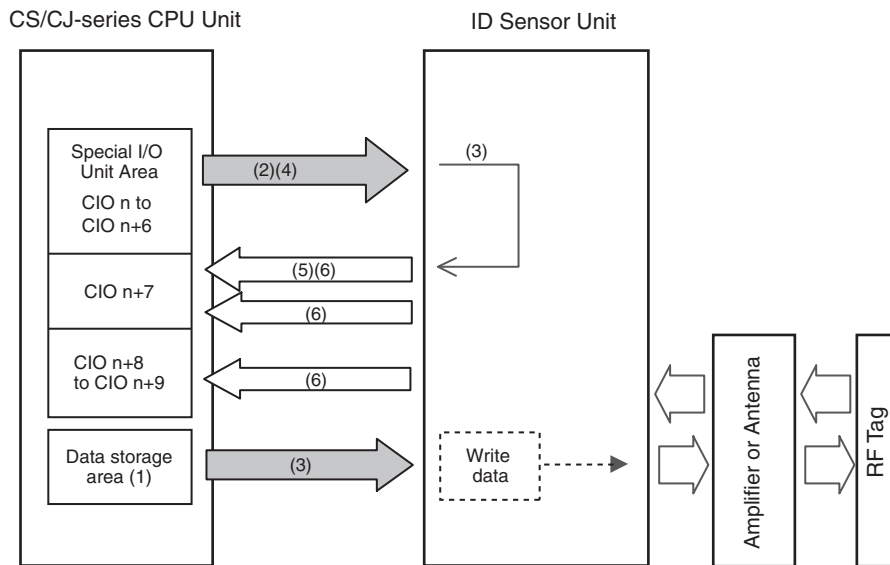 CS/CJ-series CPU Unit
ID Sensor Unit
Special I/O
Unit Area
CIO n to
CIO n+6
(2)(4)
(3)
CIO n+7
(5)(6)
(6)
CIO n+8
to CIO n+9
(6)
Data storage
area (1)
(3)
Write
data
Amplifier or Antenna
RF Tag